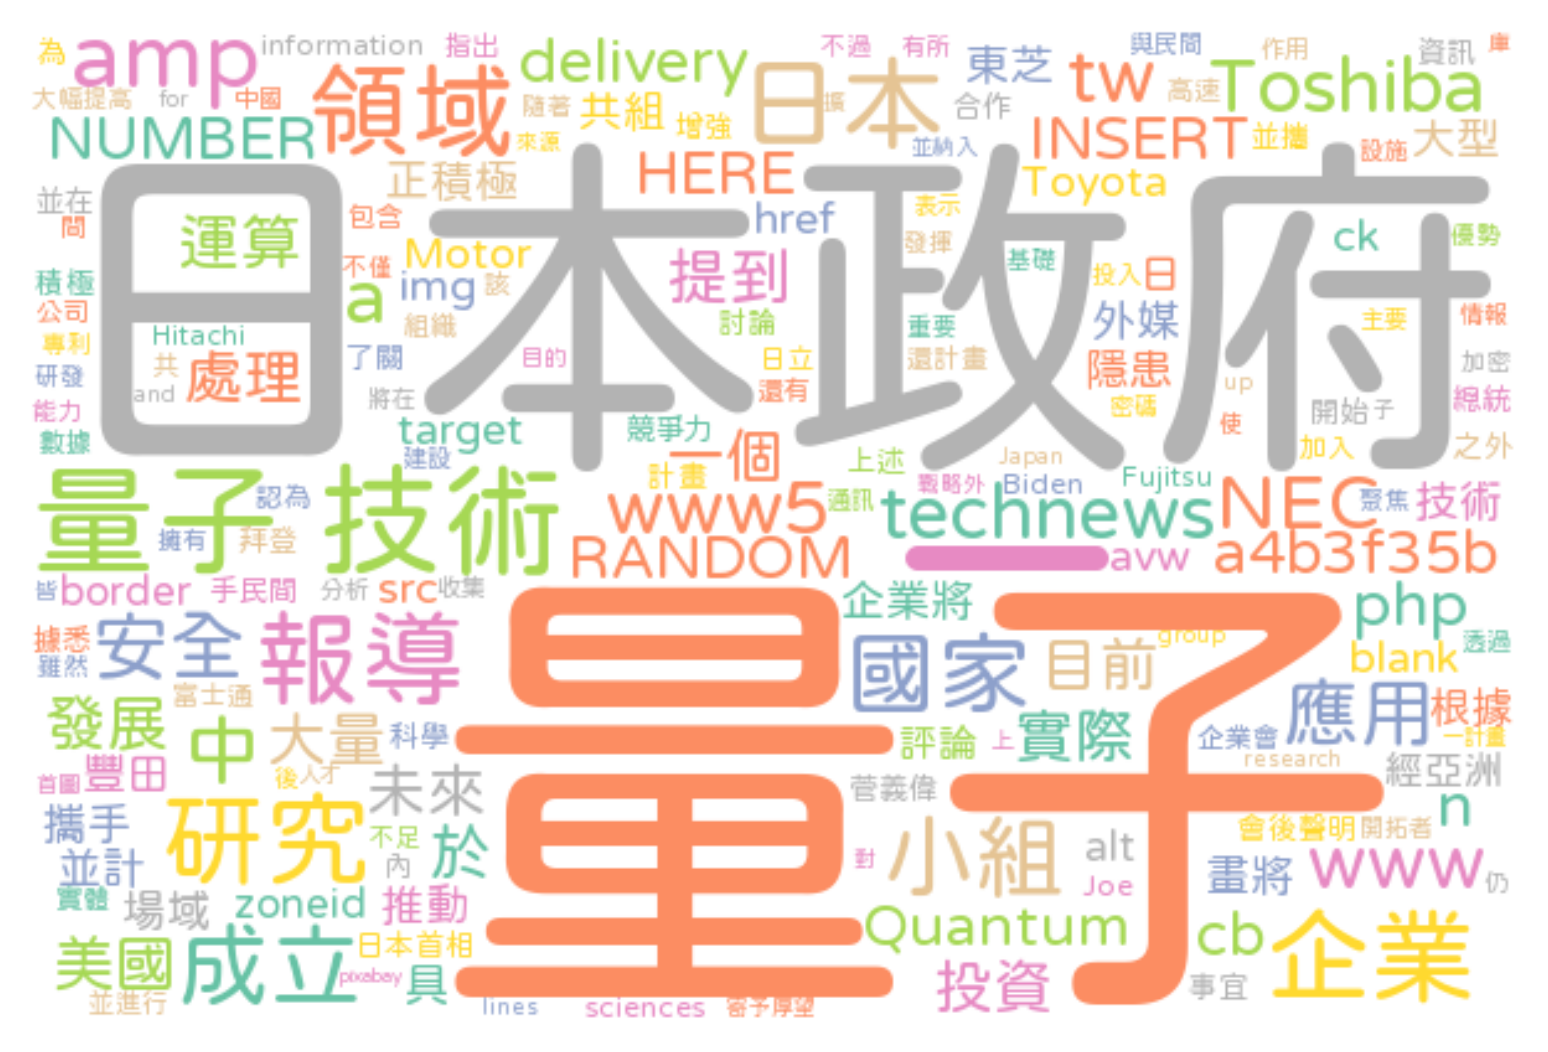 為 amp information 指出 delivery 不過 有所 東芝 與民間 作用 資訊 庫
大幅提高 for 中國 領域 隨著 共組 日本 擴 合作 tw 高速 Toshiba
NUMBER 來源 增強 並納入 INSERT 並攜 設施 大型
並在 正積極 HERE Toyota
間 運算 包含 href 表示 ck 優勢
日本政府
積極 不僅 Motor 提到 發揮 基礎 投入 日
公司 a img 該 討論 重要 外媒 主要 情報
專利 Hitachi 組織
研發 共 處理 了關 目的 日立 還計畫 隱患 加密
能力 and 將在 還有 密碼 up 開始 子 總統
數據 target 競爭力 使
建設 一個 上述 Japan 加入 之外
量子技術 認為 計畫 戰略外 Biden Fujitsu
擁有 拜登 www5 通訊 technews NEC 聚焦 技術
RANDOM avw a4b3f35b
皆 border 手民間 分析 src 收集 企業將 php
量子
據悉 安全 報導 國家 目前 group blank 透過
雖然 富士通
發展 中 大量 科學 評論 上 實際 企業會 應用 根據 一計畫
首圖 豐田 後 人才 未來 菅義偉 research 經亞洲
攜手 研究 不足 於 小組 alt 會後聲明 開拓者 n
並計 內 對 Joe 畫將 www 仍
實體 場域 zoneid 推動 Quantum cb 企業
美國 成立 日本首相
pixabay 具 投資 事宜
並進行 lines sciences 寄予厚望